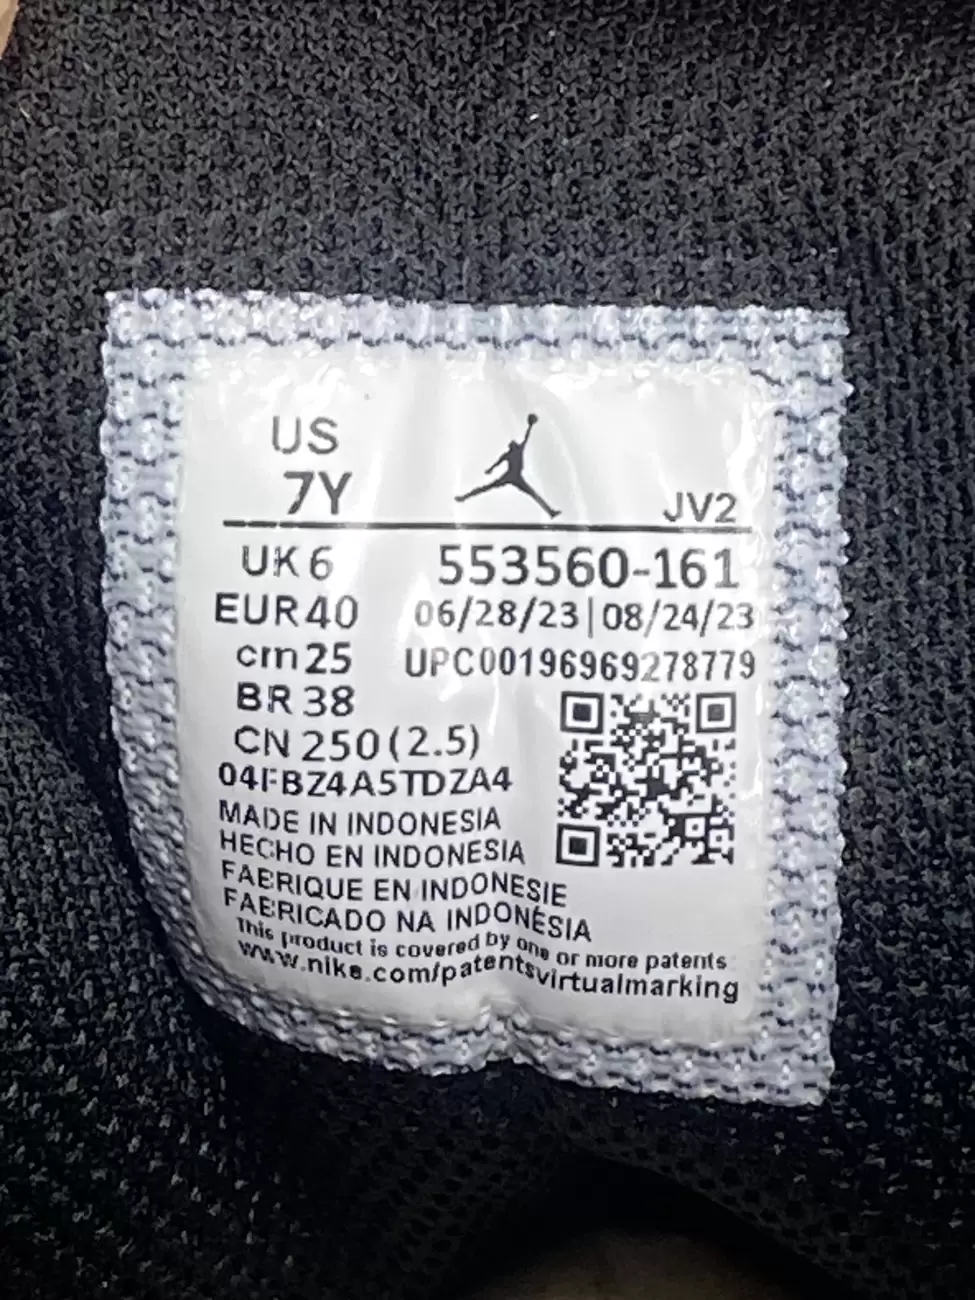 US
7Y
JV2
UK 6
553560-161
EUR 40
06/28/23|08/24/23
cm 25
UPC00196969278779
BR 38
CN 250 (2.5)
04FBZ4A5TDZA4
MADE IN INDONESIA
HECHO EN INDONESIA
FABRIQUE EN INDONESIE
FABRICADO NA INDONÉSIA
This product is covered by one or more patents
www.nike.com/patentsvirtualmarking